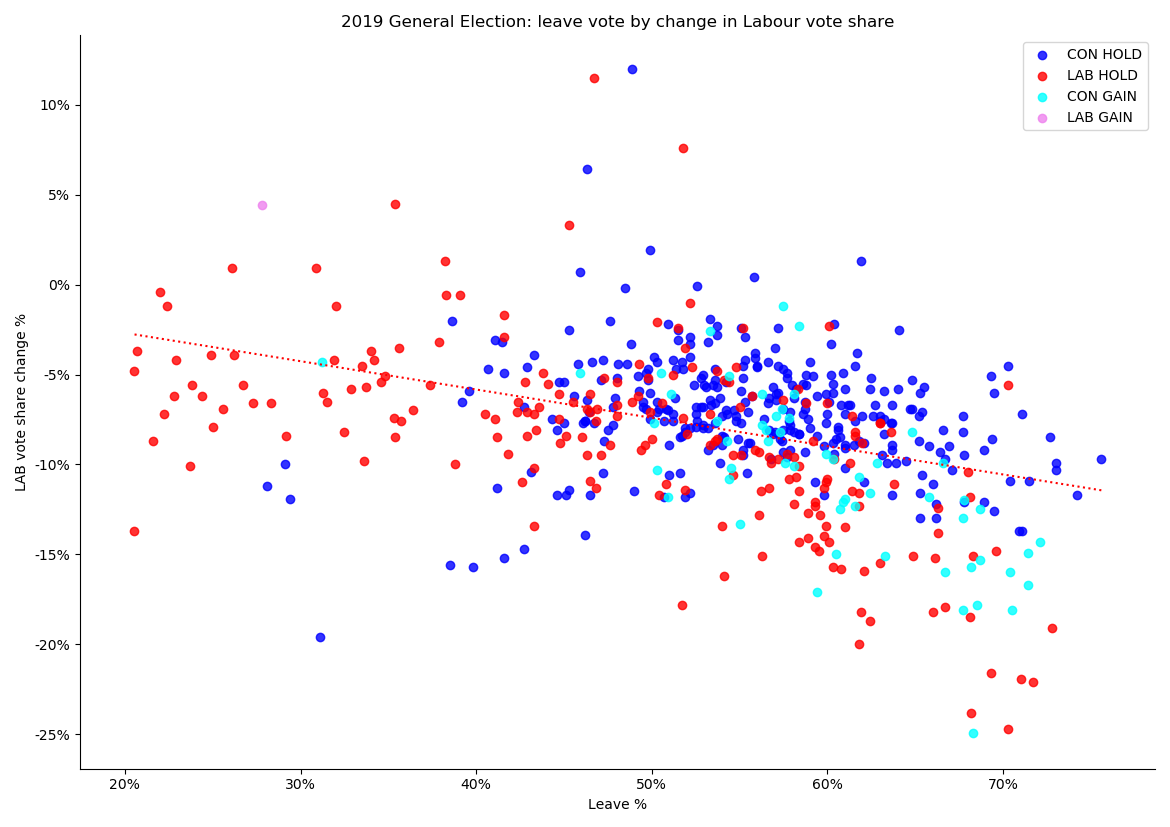 2019 General Election: leave vote by change in Labour vote share
CON HOLD
LAB HOLD
CON GAIN
LAB GAIN
10%
5%
0%
-5%
-10%
-15%
-20%
-25%
LAB vote share change %
20%
30%
40%
50%
60%
70%
Leave %